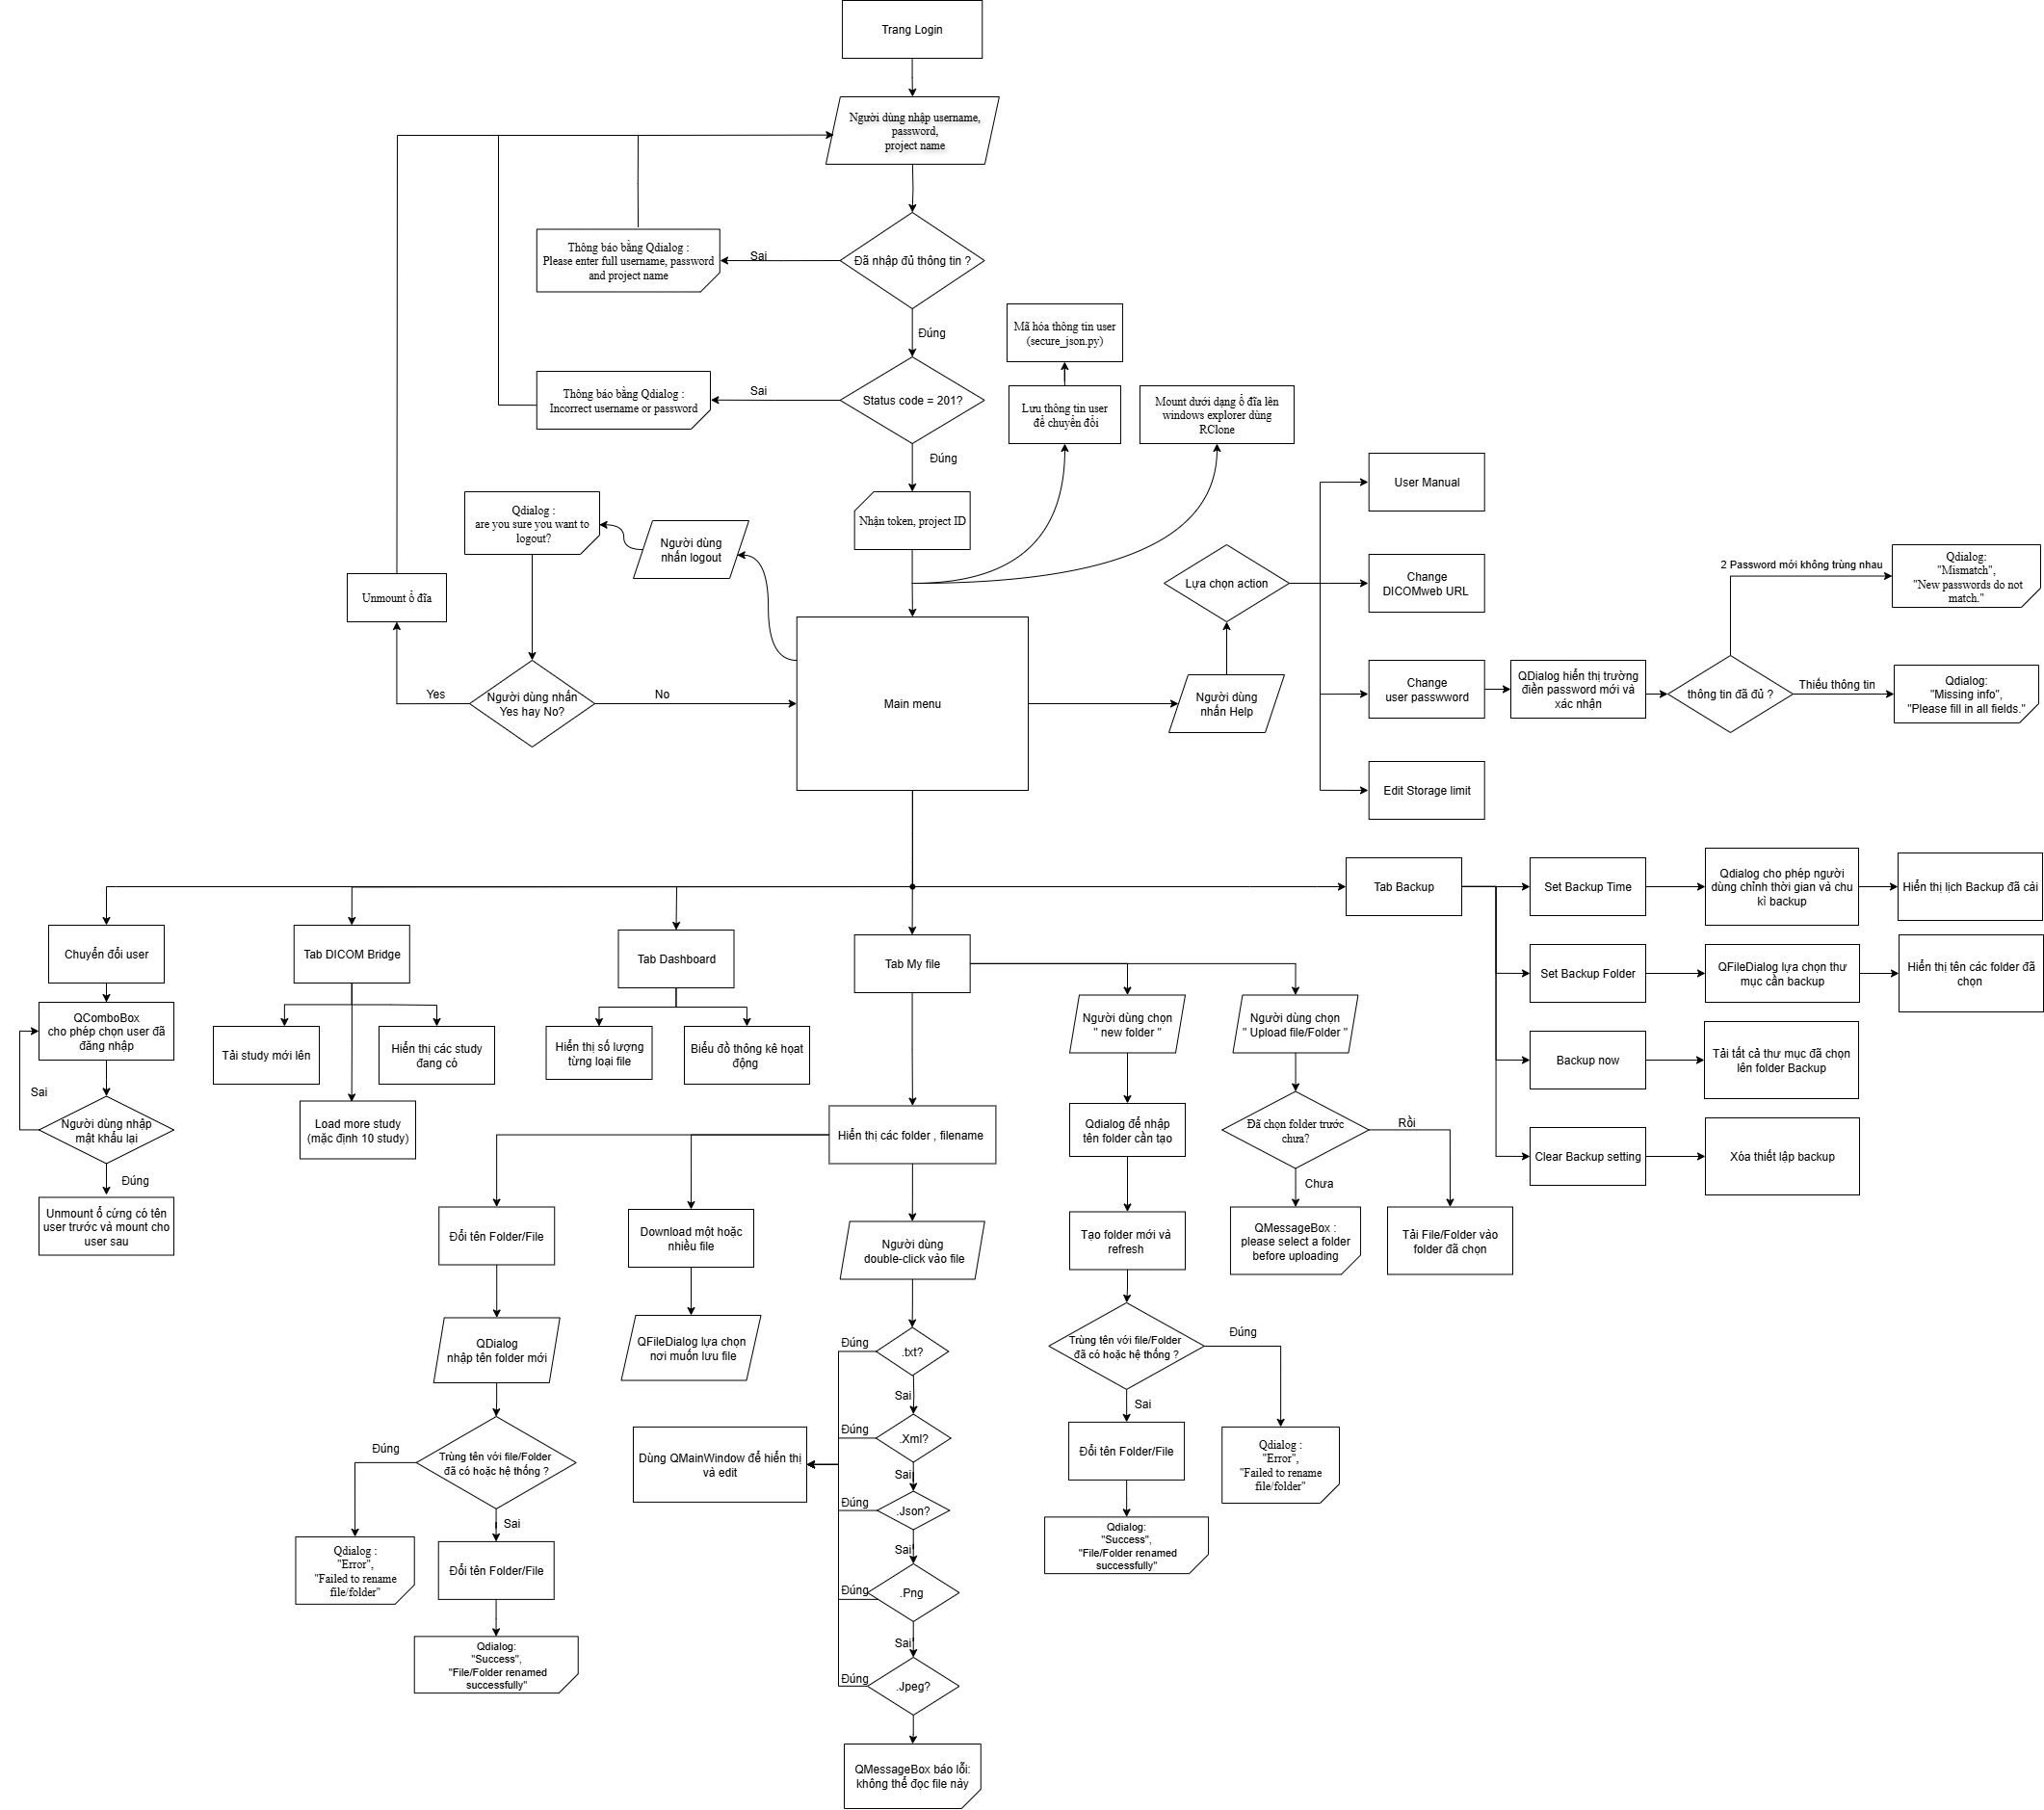 Trang Login
Người dùng nhập username,
password,
project name
Thông báo bằng Qdialog :
Please enter full username, password
and project name
Sai
Đã nhập đủ thông tin ?
Đúng
Mã hóa thông tin user
(secure_json.py)
Thông báo bằng Qdialog :
Incorrect username or password
Sai
Status code = 201?
Lưu thông tin user
để chuyển đổi
Mount dưới dạng ổ đĩa lên
windows explorer dùng
RClone
Đúng
User Manual
Qdialog :
are you sure you want to
logout?
Người dùng
nhấn logout
Nhận token, project ID
Lựa chọn action
Change
DICOMweb URL
2 Password mới không trùng nhau
Qdialog:
"Mismatch",
"New passwords do not
match."
Unmount ổ đĩa
Yes
Người dùng nhấn
Yes hay No?
No
Main menu
Người dùng
nhấn Help
Change
user passwword
QDialog hiển thị trường
điền password mới và
xác nhận
thông tin đã đủ ?
Thiếu thông tin
Qdialog:
"Missing info",
"Please fill in all fields."
Edit Storage limit
Tab Backup
Set Backup Time
Qdialog cho phép người
dùng chỉnh thời gian và chu
kì backup
Hiển thị lịch Backup đã cải
Chuyển đổi user
Tab DICOM Bridge
Tab Dashboard
Tab My file
Set Backup Folder
QFileDialog lựa chọn thư
mục cần backup
Hiển thị tên các folder đã
chọn
QComboBox
cho phép chọn user đã
đăng nhập
Tải study mới lên
Hiển thị các study
đang có
Hiển thị số lượng
từng loại file
Biểu đồ thông kê họat
động
Người dùng chọn
" new folder "
Người dùng chọn
" Upload file/Folder "
Backup now
Tải tất cả thư mục đã chọn
lên folder Backup
Sai
Người dùng nhập
mật khẩu lại
Load more study
(mặc định 10 study)
Hiển thị các folder , filename
Qdialog để nhập
tên folder cần tạo
Đã chọn folder trước
chưa?
Rồi
Clear Backup setting
Xóa thiết lập backup
Đúng
Chưa
Unmount ổ cứng có tên
user trước và mount cho
user sau
Đổi tên Folder/File
Download một hoặc
nhiều file
Người dùng
double-click vào file
Tạo folder mới và
refresh
QMessageBox :
please select a folder
before uploading
Tải File/Folder vào
folder đã chọn
QDialog
nhập tên folder mới
QFileDialog lựa chọn
nơi muốn lưu file
Đúng
.txt?
Trùng tên với file/Folder
đã có hoặc hệ thống ?
Đúng
Sai
Sai
Đúng
Trùng tên với file/Folder
đã có hoặc hệ thống ?
Dùng QMainWindow để hiển thị
và edit
Đúng
.Xml?
Đổi tên Folder/File
Qdialog :
"Error",
"Failed to rename
file/folder"
Sai
Sai
Đúng
.Json?
Qdialog:
"Success",
"File/Folder renamed
successfully"
Qdialog :
"Error",
"Failed to rename
file/folder"
Đổi tên Folder/File
Sai
Đúng
.Png
Qdialog:
"Success",
"File/Folder renamed
successfully"
Sai
Đúng
.Jpeg?
QMessageBox báo lỗi:
không thể đọc file này